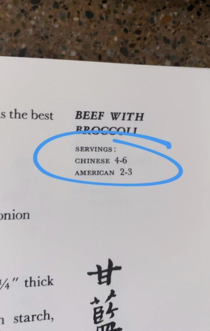 s the best
BEEF WITH
BROCCOLI
SERVINGS:
CHINESE 4-6
AMERICAN 2-3
onion
¼" thick
starch,
甘
藍